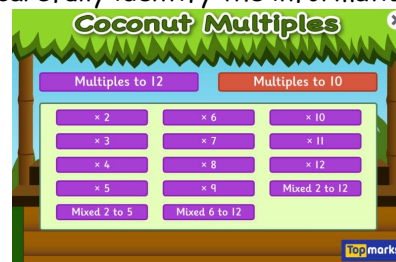 Coconut Multiples
Multiples to 12 Multiples to 10
× 2 × 6 × 10
× 3 × 7 × 11
× 4 × 8 × 12
× 5 × 9 Mixed 2 to 12
Mixed 2 to 5 Mixed 6 to 12
Topmarks